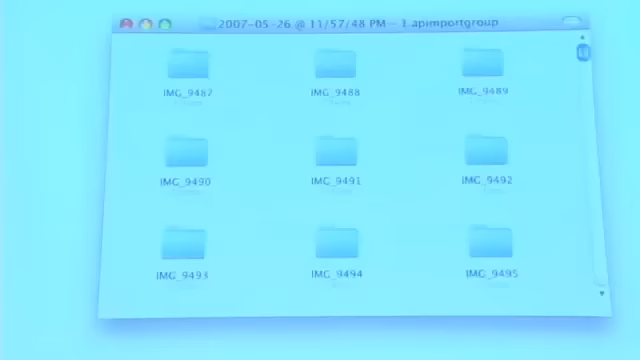 2007-05-26 @ 11/57/48 PM — 1.apimportgroup
IMG_9487
IMG_9488
IMG_9489
IMG_9490
IMG_9491
IMG_9492
IMG_9493
IMG_9494
IMG_9495